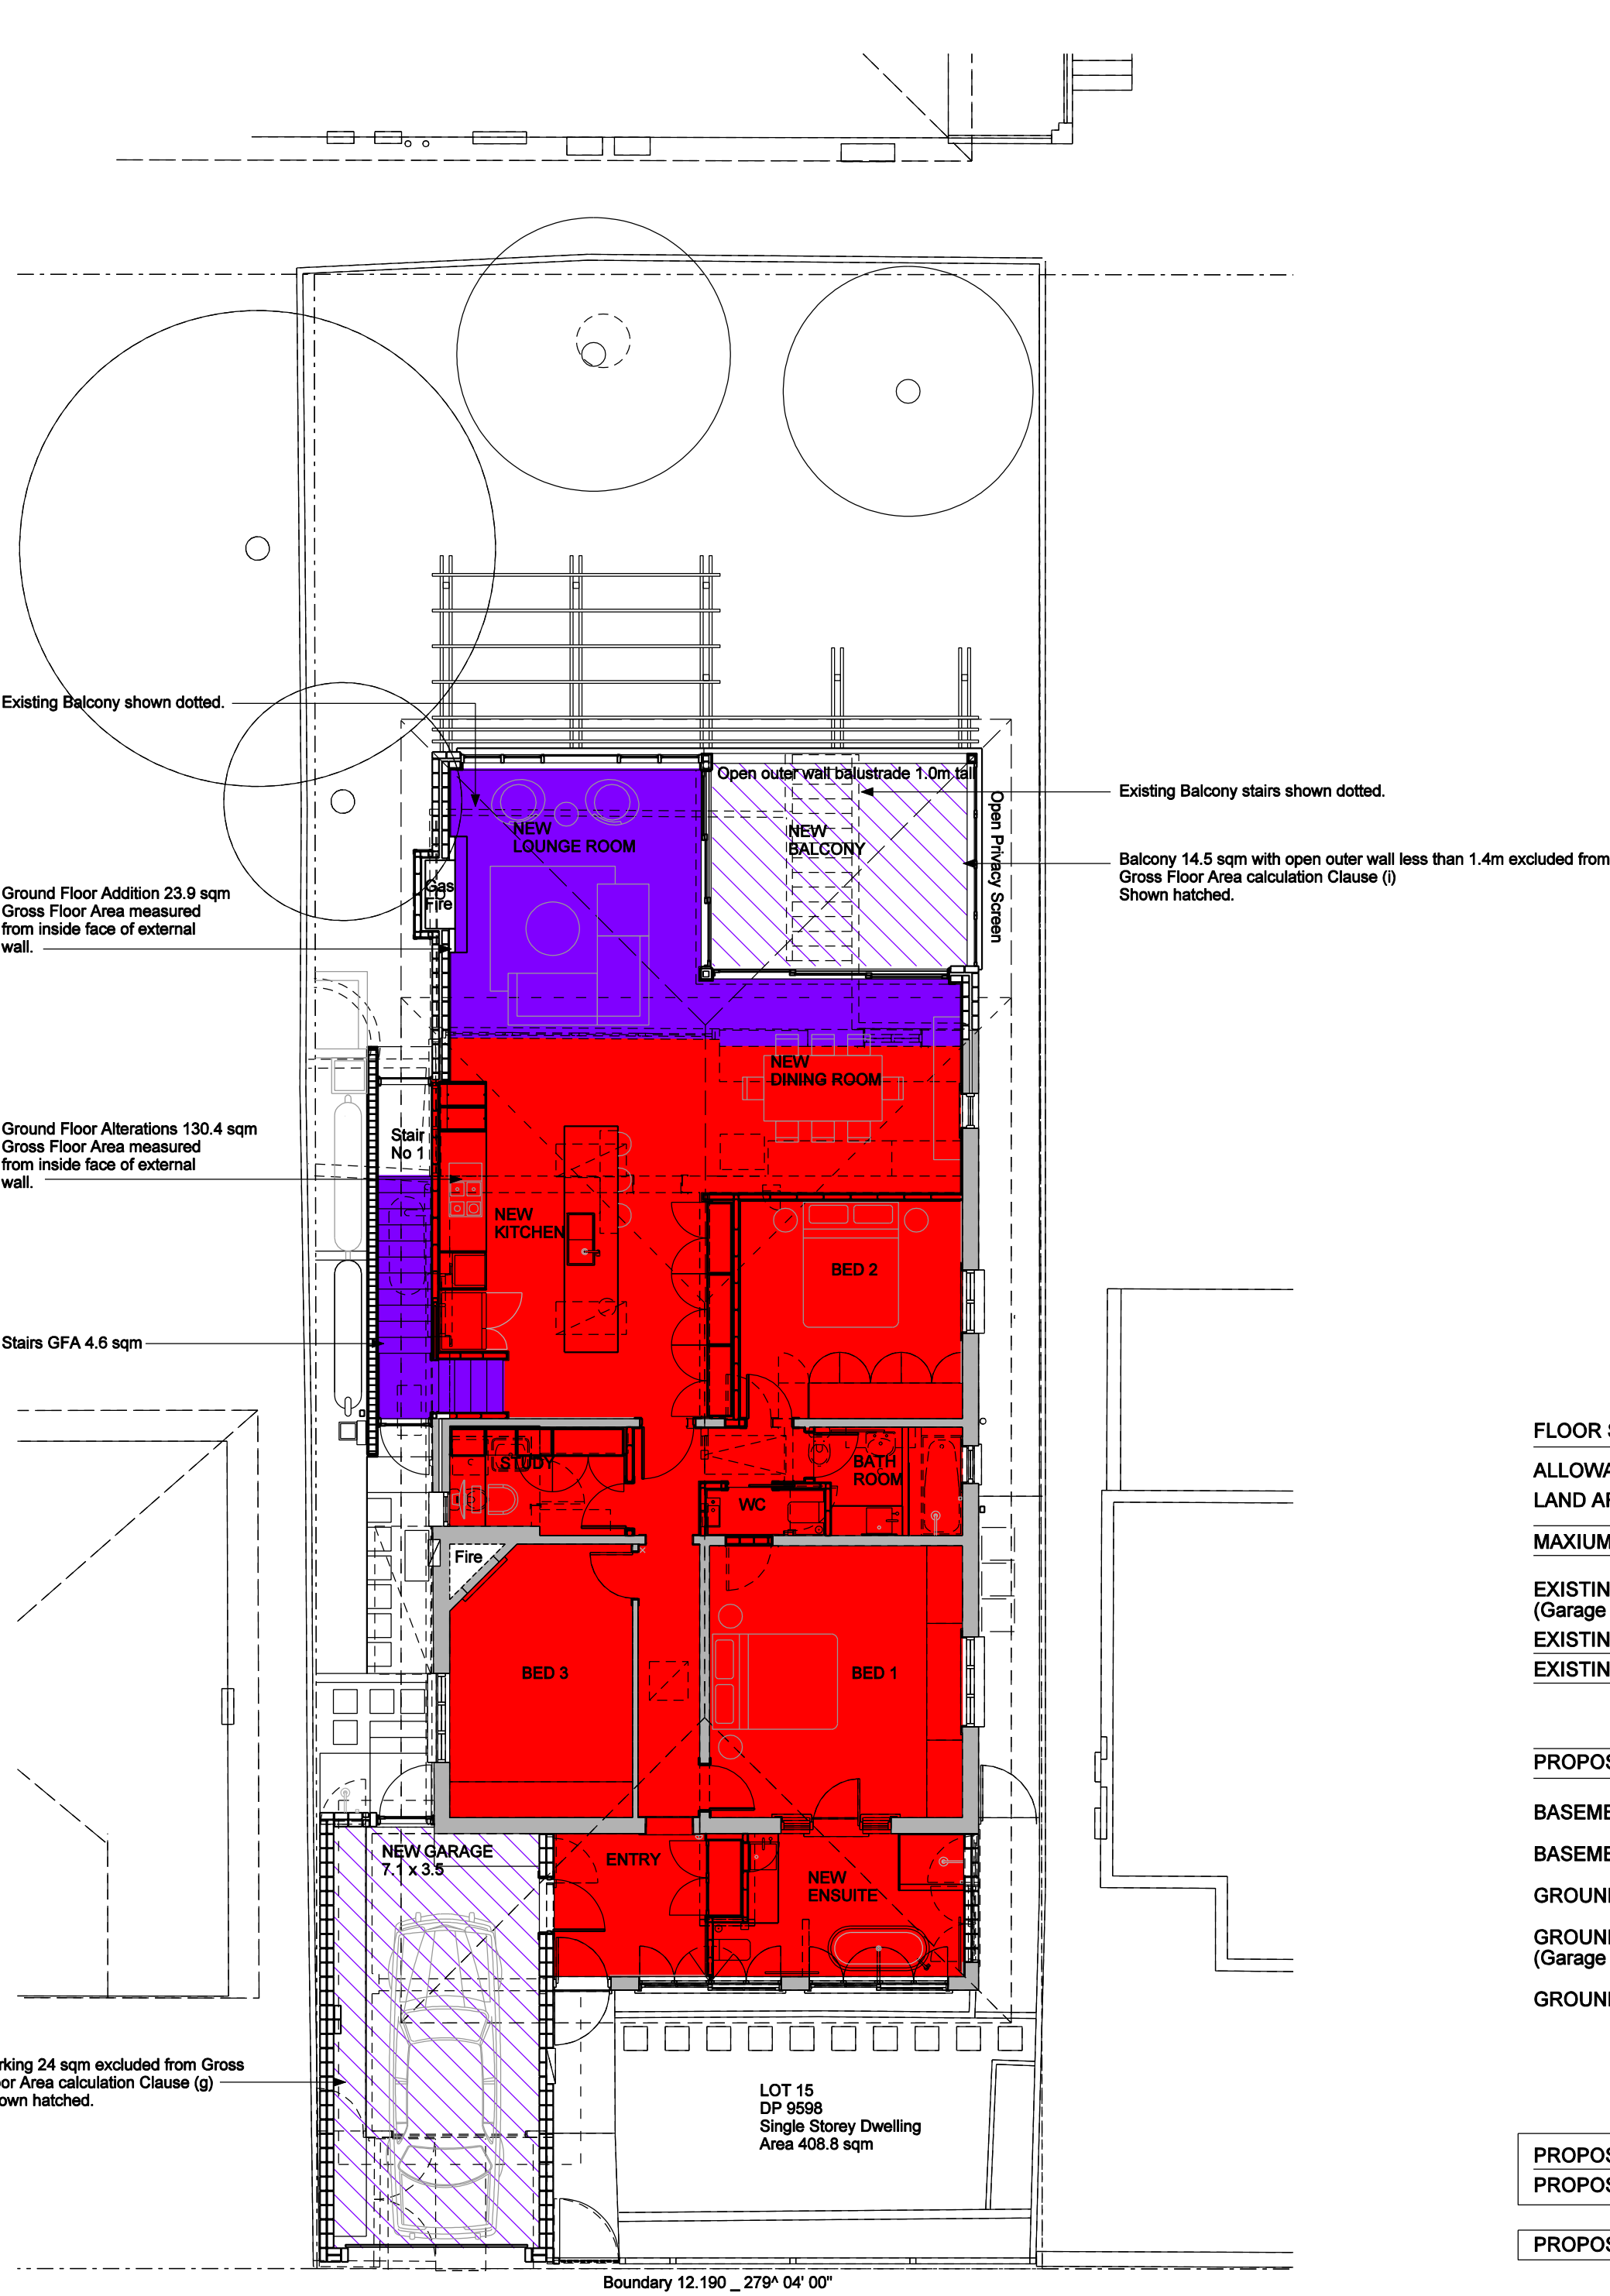 Existing Balcony shown dotted.
Open outer wall balustrade 1.0m tall
Existing Balcony stairs shown dotted.
NEW
LOUNGE ROOM
NEW
BALCONY
Open Privacy Screen
Balcony 14.5 sqm with open outer wall less than 1.4m excluded from
Gross Floor Area calculation Clause (i)
Shown hatched.
Gas
Fire
Ground Floor Addition 23.9 sqm
Gross Floor Area measured
from inside face of external
wall.
NEW
DINING ROOM
Ground Floor Alterations 130.4 sqm
Gross Floor Area measured
from inside face of external
wall.
Stair
No 1
NEW
KITCHEN
BED 2
Stairs GFA 4.6 sqm
STUDY
BATH
ROOM
WC
Fire
BED 3
BED 1
NEW GARAGE
7.1 x 3.5
ENTRY
NEW
ENSUITE
rking 24 sqm excluded from Gross
or Area calculation Clause (g)
own hatched.
LOT 15
DP 9598
Single Storey Dwelling
Area 408.8 sqm
Boundary 12.190 _ 279^ 04' 00"
FLOOR S
ALLOWA
LAND AR
MAXIUM
EXISTIN
(Garage
EXISTIN
EXISTIN
PROPOS
BASEME
BASEME
GROUN
GROUN
(Garage
GROUN
PROPOS
PROPOS
PROPOS